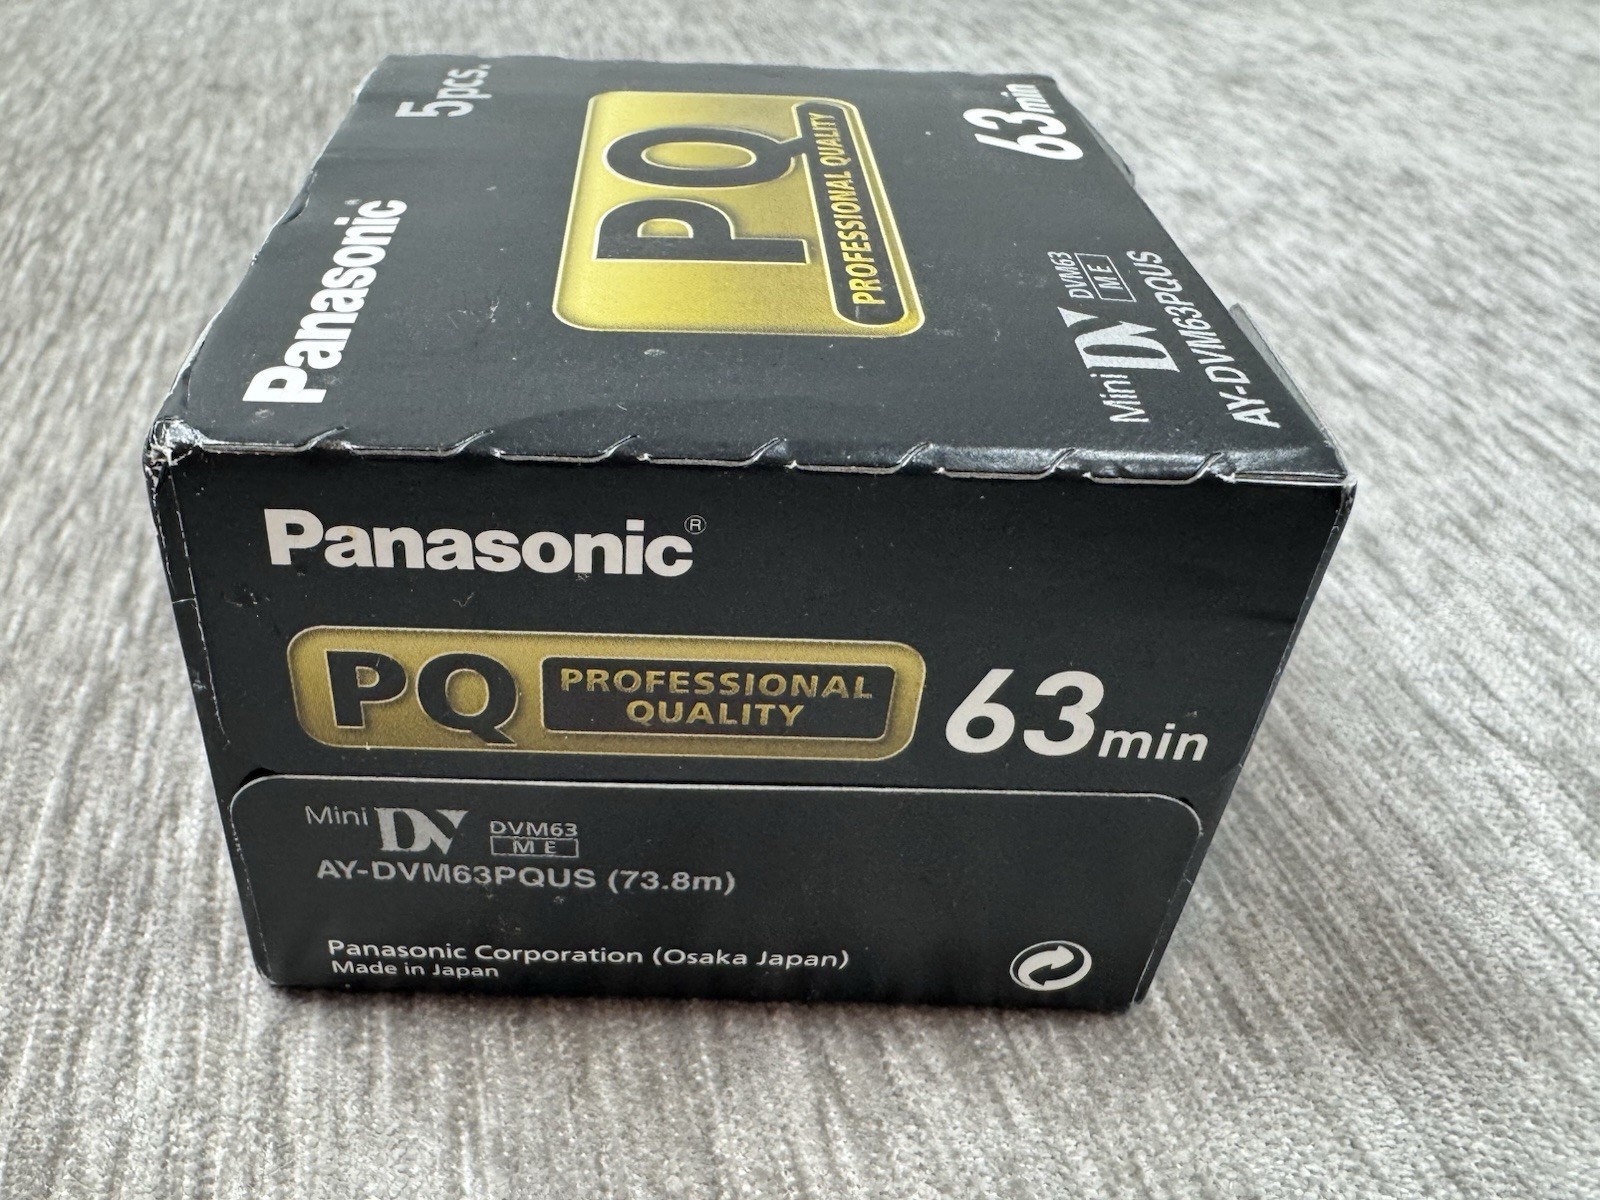 5pcs.
Panasonic
PQ
PROFESSIONAL QUALITY
63min
Mini DV DVM63
ME
AY-DVM63PQUS
Panasonic®
PQ PROFESSIONAL
QUALITY
63min
Mini DV DVM63
ME
AY-DVM63PQUS (73.8m)
Panasonic Corporation (Osaka Japan)
Made in Japan